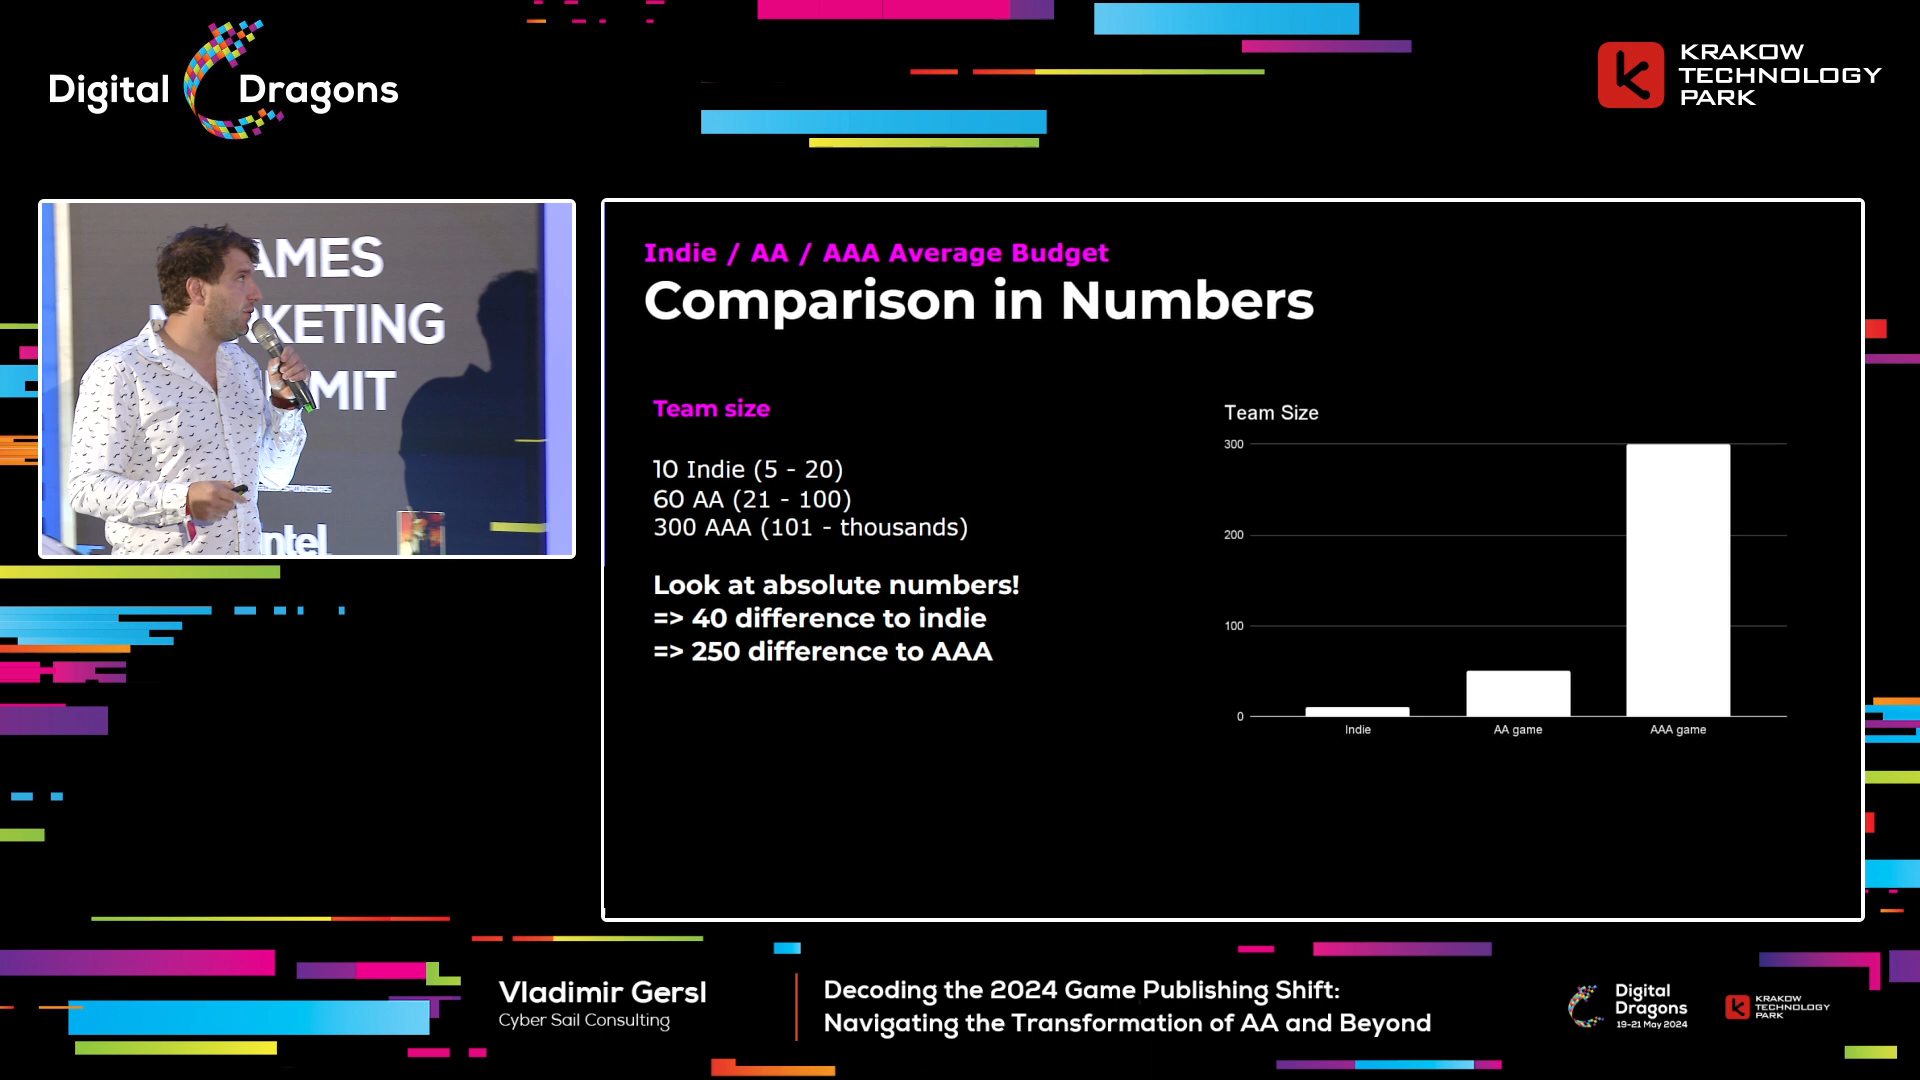 Digital Dragons
KRAKOW
TECHNOLOGY
PARK
AMES
M RKETING
MIT
ntel
Indie / AA / AAA Average Budget
Comparison in Numbers
Team size
10 Indie (5 - 20)
60 AA (21 - 100)
300 AAA (101 - thousands)
Look at absolute numbers!
=> 40 difference to indie
=> 250 difference to AAA
Team Size
300
200
100
0
Indie
AA game
AAA game
Vladimir Gersl
Cyber Sail Consulting
Decoding the 2024 Game Publishing Shift:
Navigating the Transformation of AA and Beyond
Digital
Dragons
19-21 May 2024
KRAKOW
TECHNOLOGY
PARK